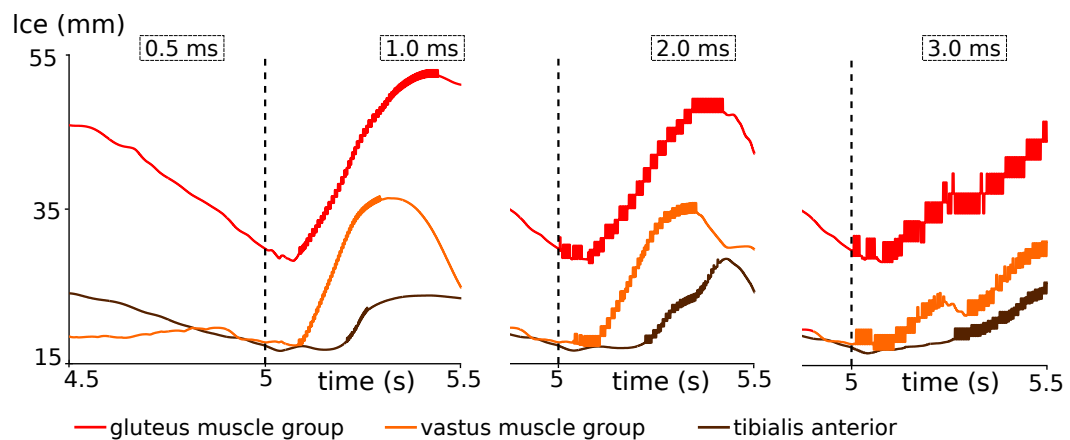 lce (mm)
0.5 ms 1.0 ms 2.0 ms 3.0 ms
55
35
15
4.5 5 time (s) 5.5 5 time (s) 5.5 5 time (s) 5.5
gluteus muscle group vastus muscle group tibialis anterior